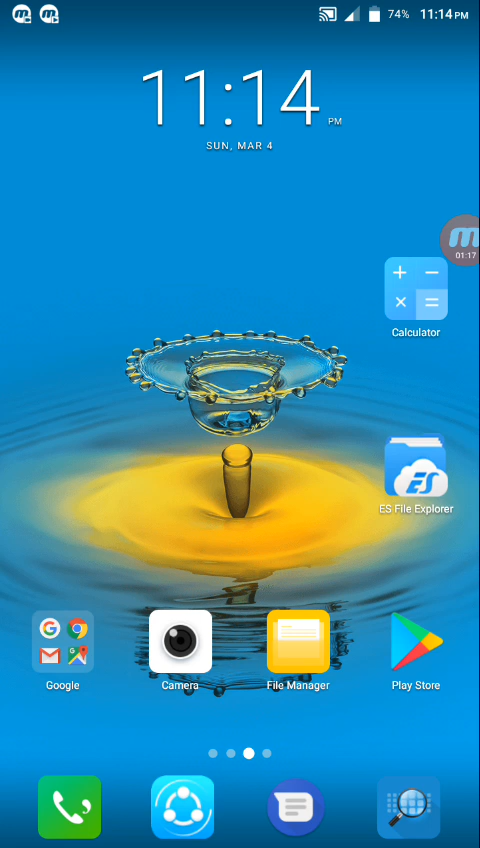 74% 11:14 PM
11:14 PM
SUN, MAR 4
01:17
Calculator
ES
ES File Explorer
G
Google
Camera
File Manager
Play Store